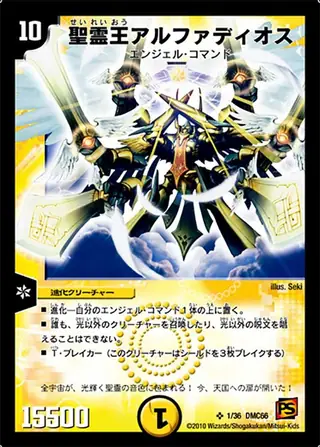 10
せいれいおう
聖霊王アルファディオス
エンジェル・コマンド
illus. Seki
進化クリーチャー
■ 進化―自分のエンジェル・コマンド1体の上に置く。
■ 誰も、光以外のクリーチャーを召喚したり、光以外の呪文を唱
えることはできない。
■ T・ブレイカー（このクリーチャーはシールドを3枚ブレイクする）
全宇宙が、光輝く聖霊の音色に包まれる！ 今、天国への扉が開いた！
15500
T
1/36 DMC66
©2010 Wizards/Shogakukan/Mitsui-Kids
PS